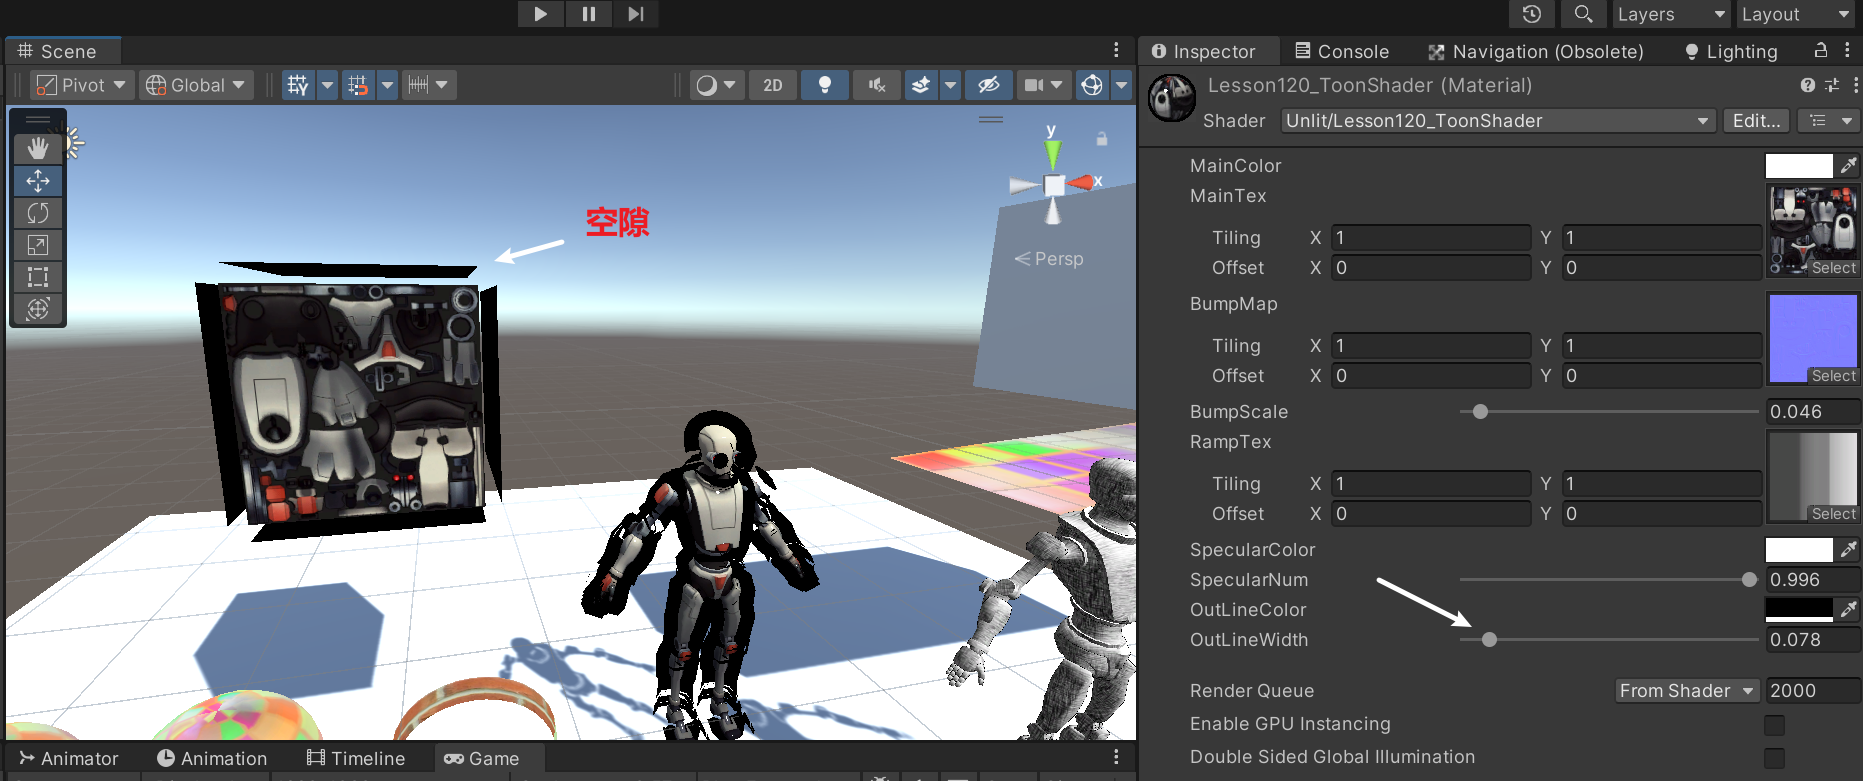 Layers
Layout
Scene
Inspector
Console
Navigation (Obsolete)
Lighting
Pivot
Global
2D
Lesson120_ToonShader (Material)
Shader
Unlit/Lesson120_ToonShader
Edit...
空隙
y
x
Persp
MainColor
MainTex
Tiling X 1 Y 1
Offset X 0 Y 0
Select
BumpMap
Tiling X 1 Y 1
Offset X 0 Y 0
Select
BumpScale 0.046
RampTex
Tiling X 1 Y 1
Offset X 0 Y 0
Select
SpecularColor
SpecularNum 0.996
OutLineColor
OutLineWidth 0.078
Render Queue From Shader 2000
Enable GPU Instancing
Double Sided Global Illumination
Animator
Animation
Timeline
Game